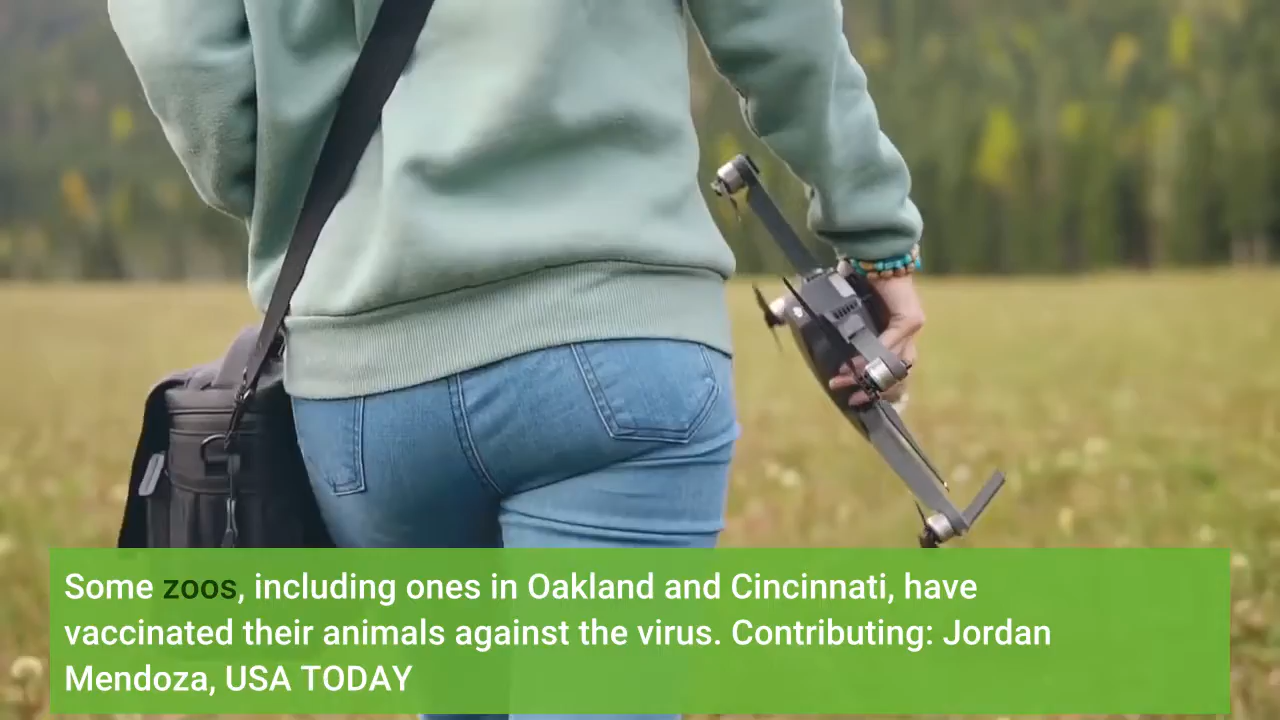 Some zoos, including ones in Oakland and Cincinnati, have
vaccinated their animals against the virus. Contributing: Jordan
Mendoza, USA TODAY